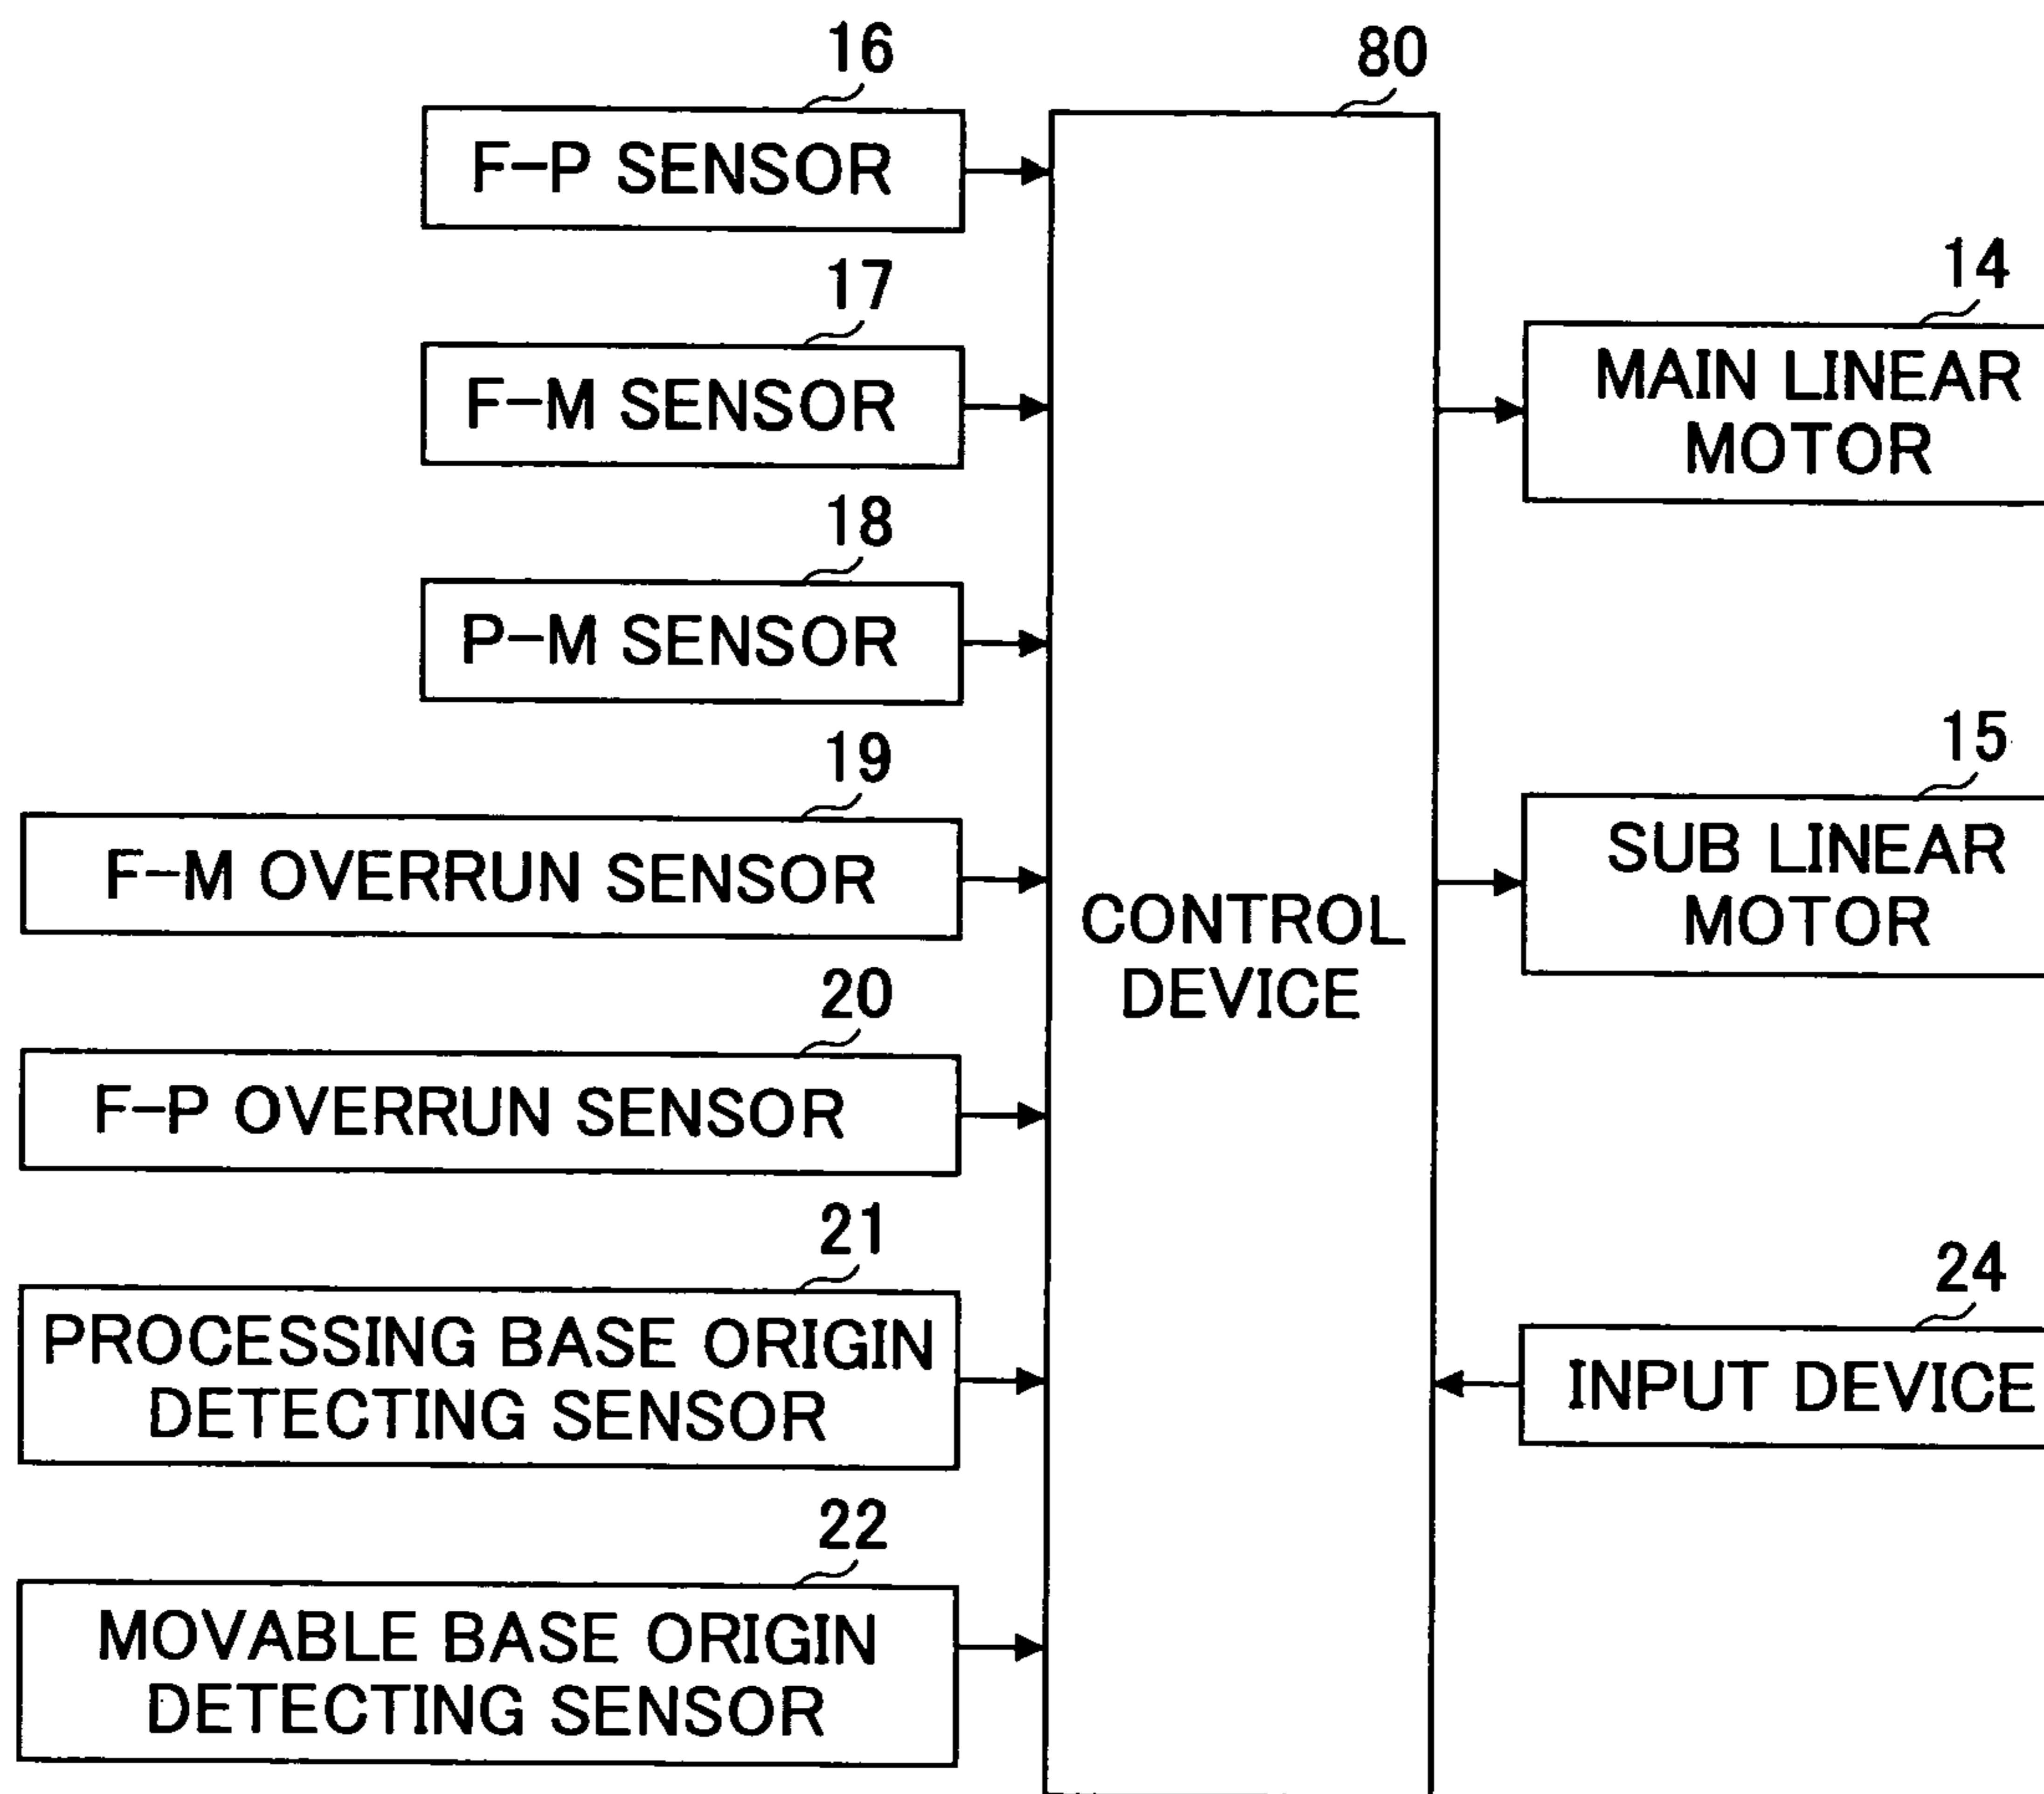 16
F-P SENSOR
17
F-M SENSOR
18
P-M SENSOR
19
F-M OVERRUN SENSOR
20
F-P OVERRUN SENSOR
21
PROCESSING BASE ORIGIN
DETECTING SENSOR
22
MOVABLE BASE ORIGIN
DETECTING SENSOR
80
CONTROL
DEVICE
14
MAIN LINEAR
MOTOR
15
SUB LINEAR
MOTOR
24
INPUT DEVICE